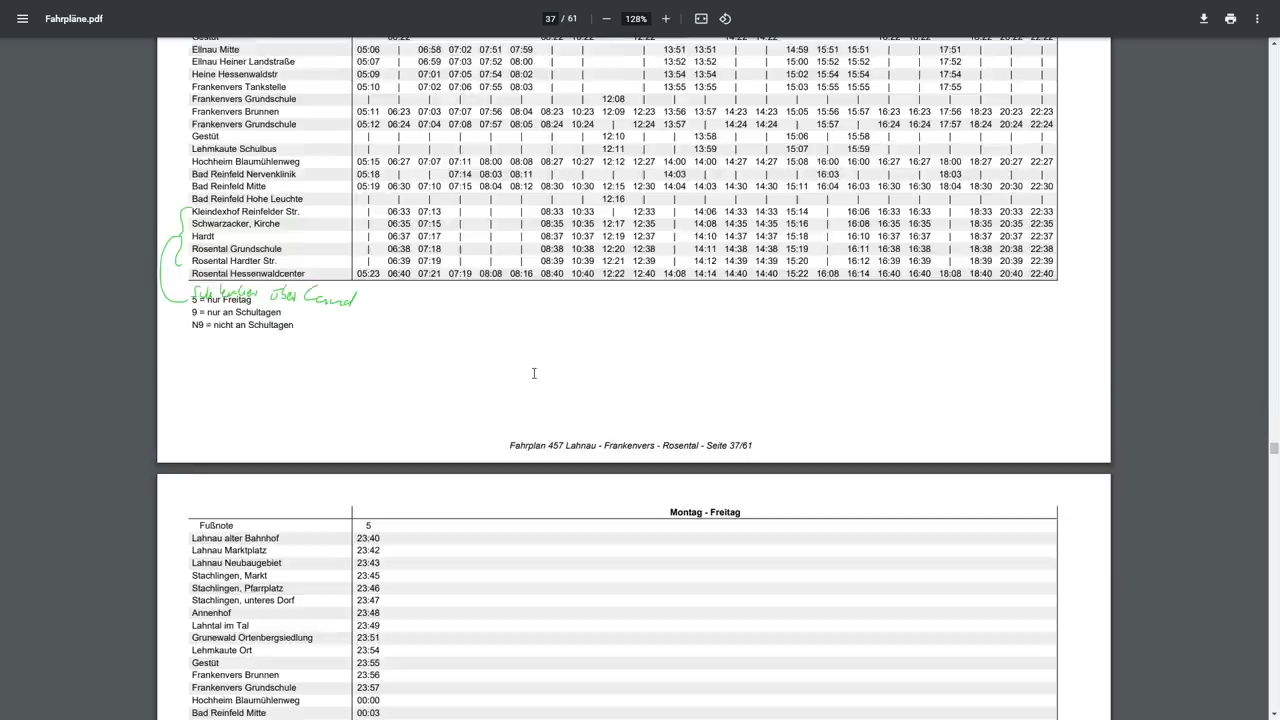 Fahrpläne.pdf 37 / 61 128%
Ellnau Mitte 05:06 | 06:58 07:02 07:51 07:59 | | | | 13:51 13:51 | | 14:59 15:51 15:51 | | 17:51 | | |
Ellnau Heiner Landstraße 05:07 | 06:59 07:03 07:52 08:00 | | | | 13:52 13:52 | | 15:00 15:52 15:52 | | 17:52 | | |
Heine Hessenwaldstr 05:09 | 07:01 07:05 07:54 08:02 | | | | 13:54 13:54 | | 15:02 15:54 15:54 | | 17:54 | | |
Frankenvers Tankstelle 05:10 | 07:02 07:06 07:55 08:03 | | | | 13:55 13:55 | | 15:03 15:55 15:55 | | 17:55 | | |
Frankenvers Grundschule | | | | | | | | 12:08 | | | | | | | | | | | | | |
Frankenvers Brunnen 05:11 06:23 07:03 07:07 07:56 08:04 08:23 10:23 12:09 12:23 13:56 13:57 14:23 14:23 15:05 15:56 15:57 16:23 16:23 17:56 18:23 20:23 22:23
Frankenvers Grundschule 05:12 06:24 07:04 07:08 07:57 08:05 08:24 10:24 | 12:24 13:57 | 14:24 14:24 | 15:57 | 16:24 16:24 17:57 18:24 20:24 22:24
Gestüt | | | | | | | | 12:10 | | 13:58 | | 15:06 | 15:58 | | | | | |
Lehmkaute Schulbus | | | | | | | | 12:11 | | 13:59 | | 15:07 | 15:59 | | | | | |
Hochheim Blaumühlenweg 05:15 06:27 07:07 07:11 08:00 08:08 08:27 10:27 12:12 12:27 14:00 14:00 14:27 14:27 15:08 16:00 16:00 16:27 16:27 18:00 18:27 20:27 22:27
Bad Reinfeld Nervenklinik 05:18 | | 07:14 08:03 08:11 | | | | 14:03 | | | | 16:03 | | | 18:03 | | |
Bad Reinfeld Mitte 05:19 06:30 07:10 07:15 08:04 08:12 08:30 10:30 12:15 12:30 14:04 14:03 14:30 14:30 15:11 16:04 16:03 16:30 16:30 18:04 18:30 20:30 22:30
Bad Reinfeld Hohe Leuchte | | | | | | | | 12:16 | | | | | | | | | | | | | |
Kleindexhof Reinfelder Str. | 06:33 07:13 | | | 08:33 10:33 | 12:33 | 14:06 14:33 14:33 15:14 | 16:06 16:33 16:33 | 18:33 20:33 22:33
Schwarzacker, Kirche | 06:35 07:15 | | | 08:35 10:35 12:17 12:35 | 14:08 14:35 14:35 15:16 | 16:08 16:35 16:35 | 18:35 20:35 22:35
Hardt | 06:37 07:17 | | | 08:37 10:37 12:19 12:37 | 14:10 14:37 14:37 15:18 | 16:10 16:37 16:37 | 18:37 20:37 22:37
Rosental Grundschule | 06:38 07:18 | | | 08:38 10:38 12:20 12:38 | 14:11 14:38 14:38 15:19 | 16:11 16:38 16:38 | 18:38 20:38 22:38
Rosental Hardter Str. | 06:39 07:19 | | | 08:39 10:39 12:21 12:39 | 14:12 14:39 14:39 15:20 | 16:12 16:39 16:39 | 18:39 20:39 22:39
Rosental Hessenwaldcenter 05:23 06:40 07:21 07:19 08:08 08:16 08:40 10:40 12:22 12:40 14:08 14:14 14:40 14:40 15:22 16:08 16:14 16:40 16:40 18:08 18:40 20:40 22:40
über
5 = nur Freitag
9 = nur an Schultagen
N9 = nicht an Schultagen
Fahrplan 457 Lahnau - Frankenvers - Rosental - Seite 37/61
Montag - Freitag
Fußnote 5
Lahnau alter Bahnhof 23:40
Lahnau Marktplatz 23:42
Lahnau Neubaugebiet 23:43
Stachlingen, Markt 23:45
Stachlingen, Pfarrplatz 23:46
Stachlingen, unteres Dorf 23:47
Annenhof 23:48
Lahntal im Tal 23:49
Grunewald Ortenbergsiedlung 23:51
Lehmkaute Ort 23:54
Gestüt 23:55
Frankenvers Brunnen 23:56
Frankenvers Grundschule 23:57
Hochheim Blaumühlenweg 00:00
Bad Reinfeld Mitte 00:03